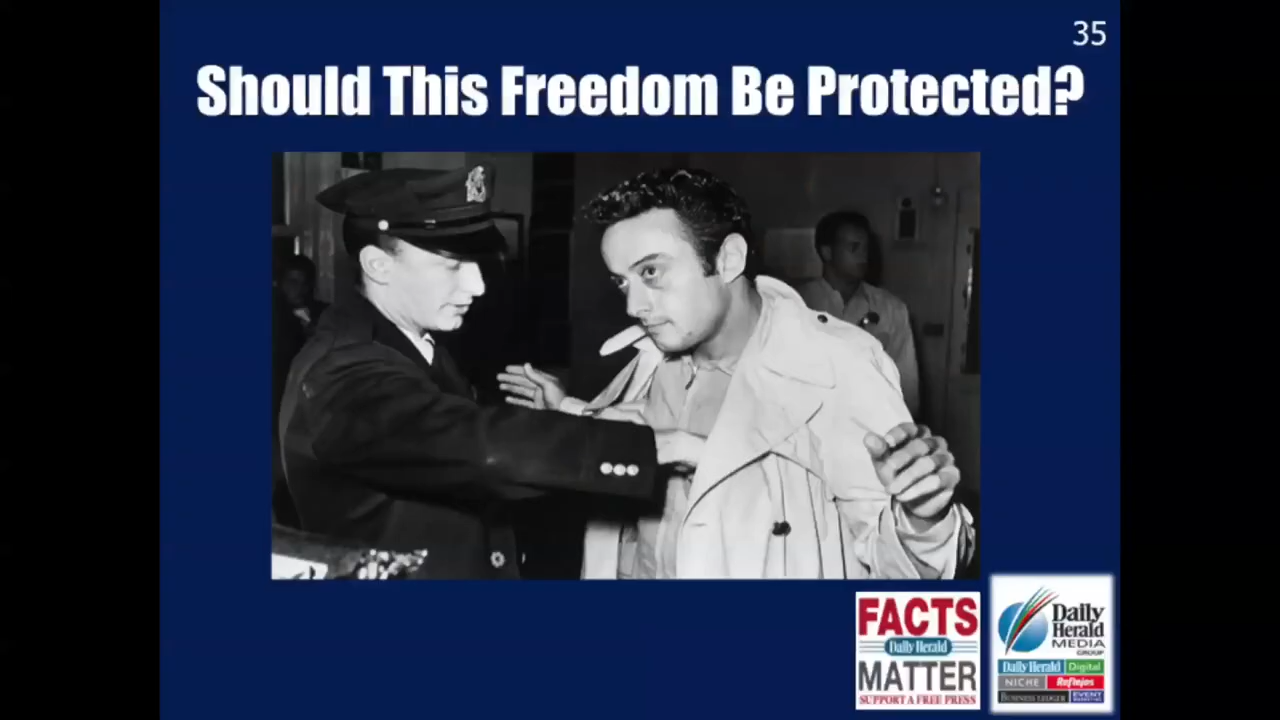 35
Should This Freedom Be Protected?
FACTS
Daily Herald
MATTER
SUPPORT A FREE PRESS
Daily
Herald
MEDIA
GROUP
Daily Herald Digital
NICHE Reflejos
BUSINESS LEDGER EVENT